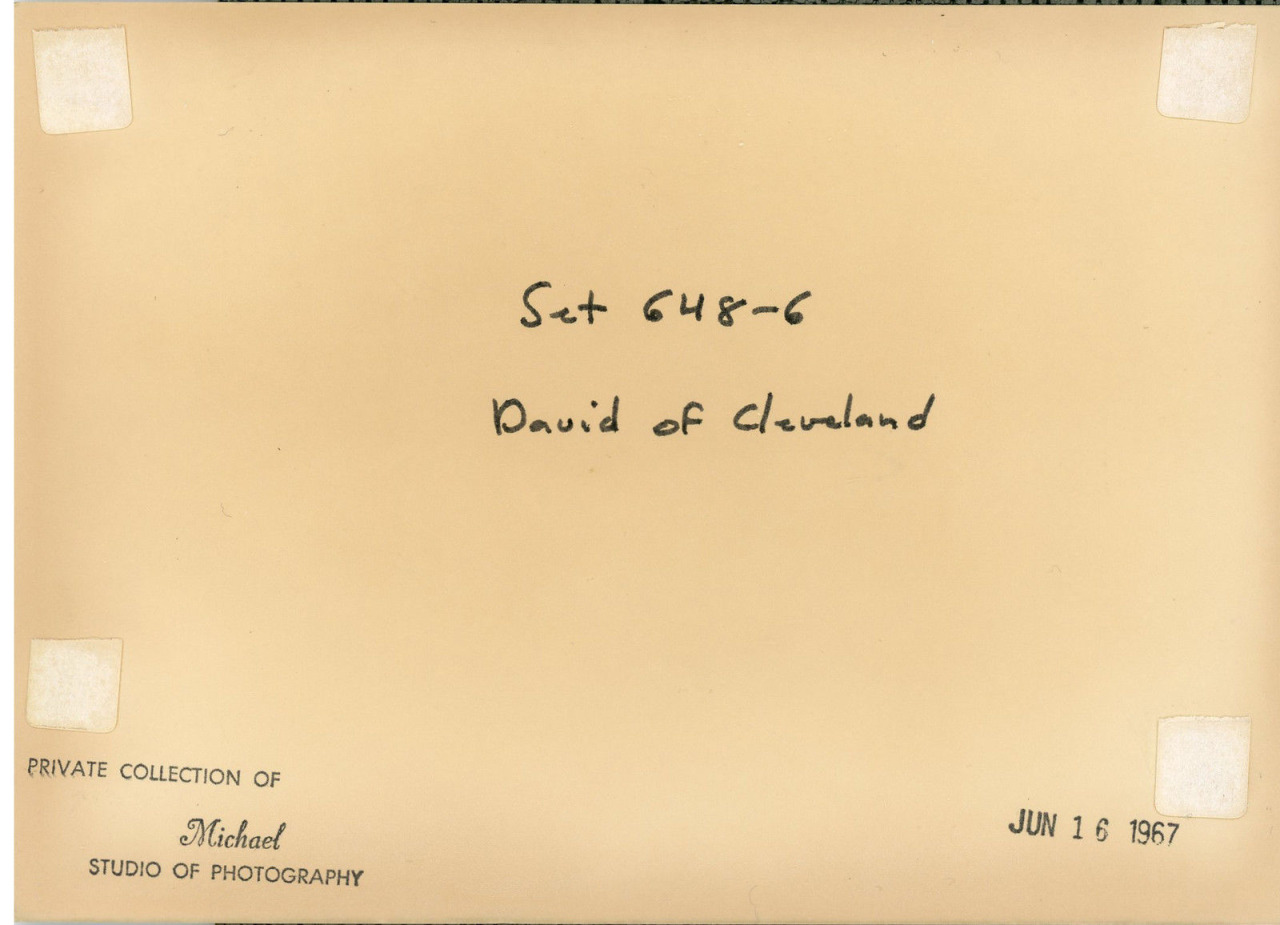 Set 648-6
David of Cleveland
PRIVATE COLLECTION OF
Michael
STUDIO OF PHOTOGRAPHY
JUN 16 1967